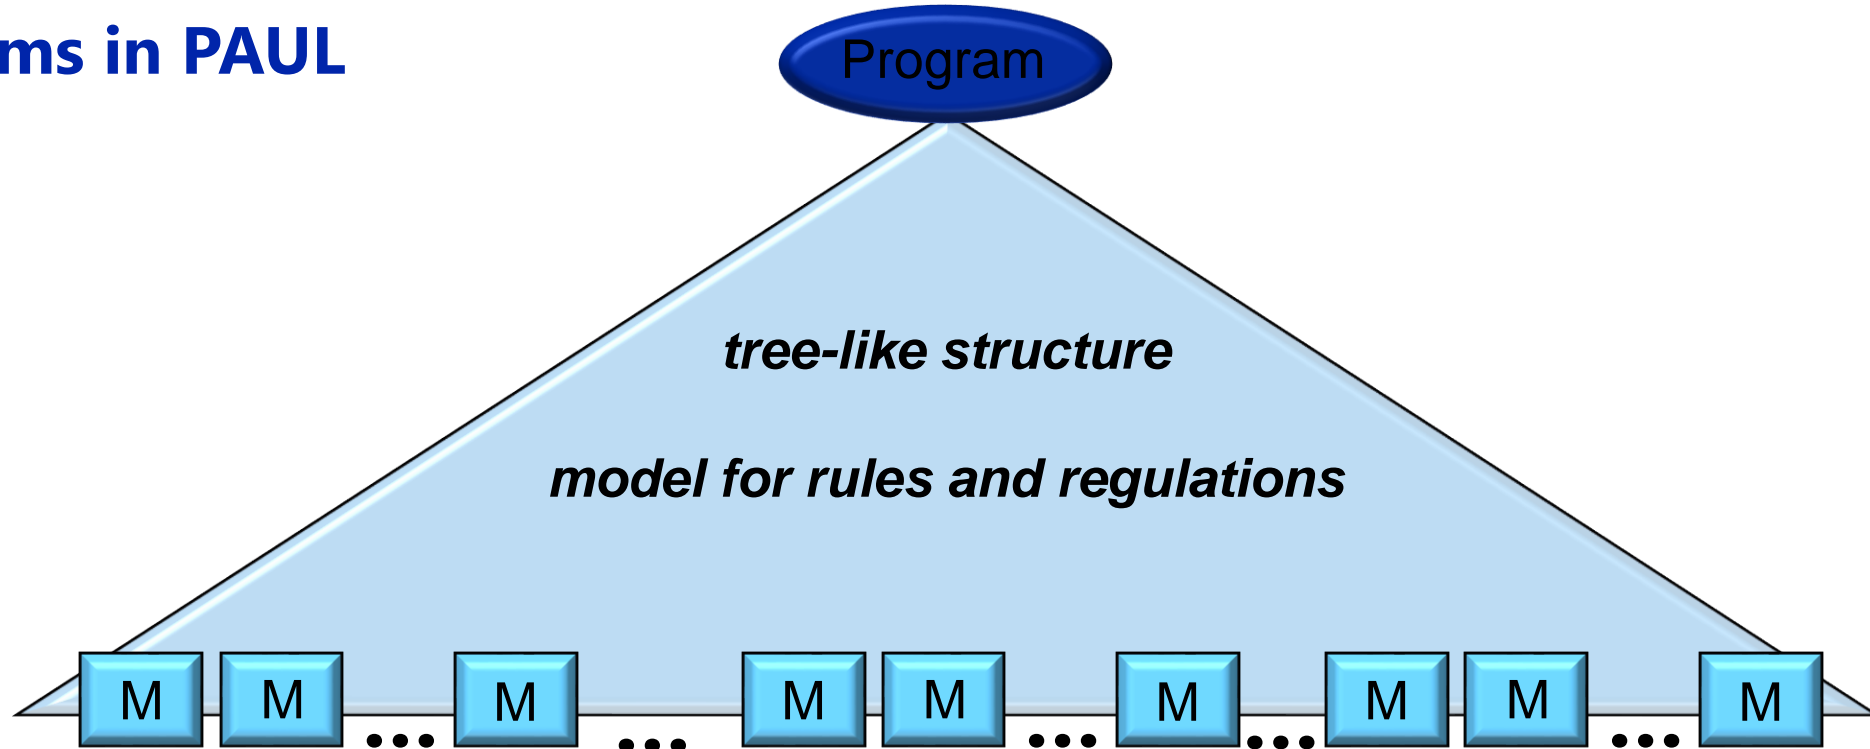 ms in PAUL
Program
tree-like structure
model for rules and regulations
M M ... M ... M M ... M ... M M ... M